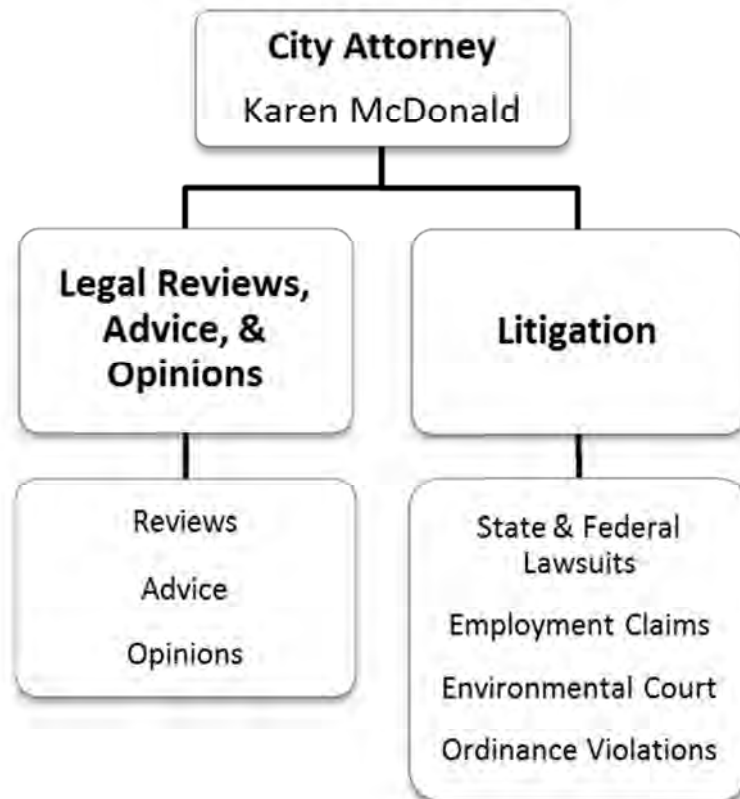 City Attorney
Karen McDonald
Legal Reviews,
Advice, &
Opinions
Litigation
Reviews
Advice
Opinions
State & Federal
Lawsuits
Employment Claims
Environmental Court
Ordinance Violations